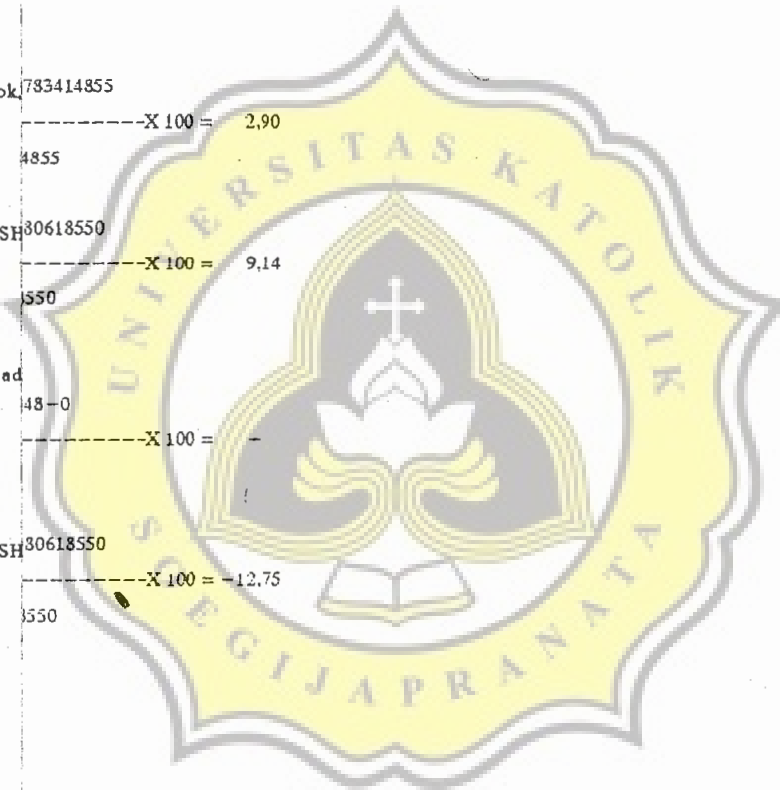 ok, 783414855
----------X 100 = 2,90
4855
SH 30618550
----------X 100 = 9,14
550
ad
48-0
----------X 100 = -
SH 30618550
----------X 100 = -12.75
3550
UNIVERSITAS KATOLIK
SOEGIJAPRANATA